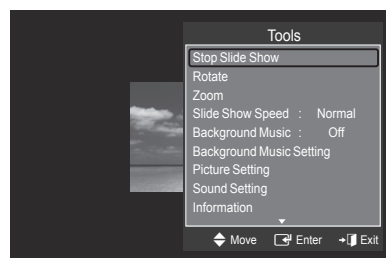 Tools
Stop Slide Show
Rotate
Zoom
Slide Show Speed : Normal
Background Music : Off
Background Music Setting
Picture Setting
Sound Setting
Information
Move Enter Exit